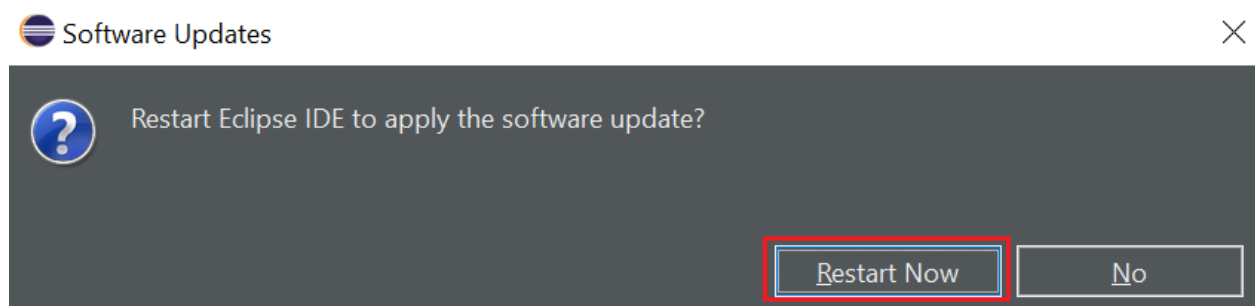 Software Updates
Restart Eclipse IDE to apply the software update?
Restart Now
No